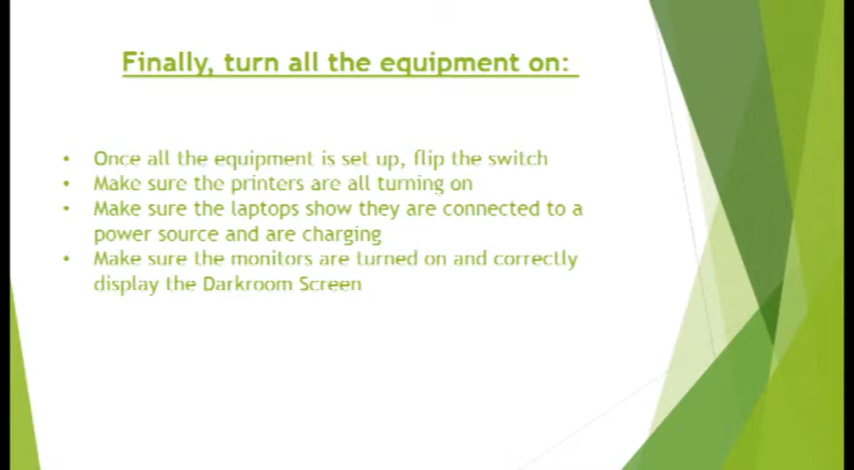 Finally, turn all the equipment on:
• Once all the equipment is set up, flip the switch
• Make sure the printers are all turning on
• Make sure the laptops show they are connected to a
power source and are charging
• Make sure the monitors are turned on and correctly
display the Darkroom Screen